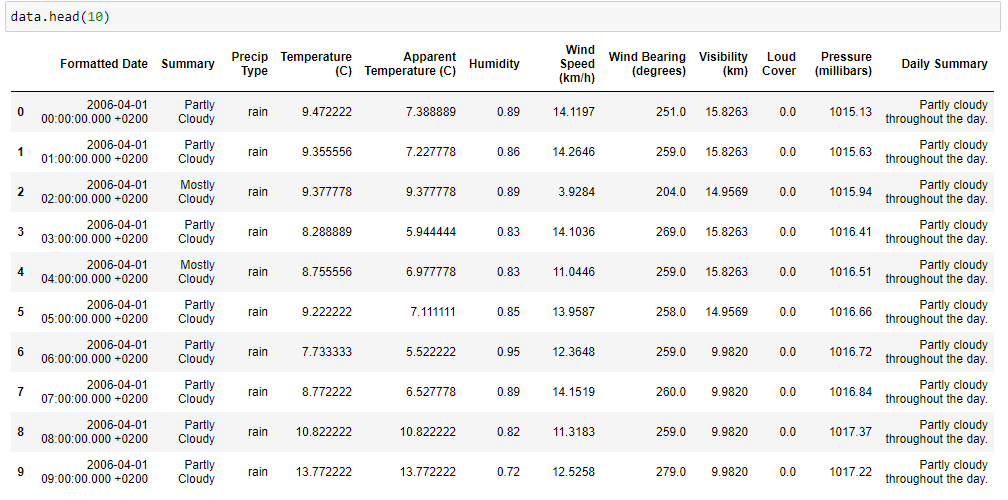 data.head(10)
Formatted Date Summary Precip Type Temperature (C) Apparent Temperature (C) Humidity Wind Speed (km/h) Wind Bearing (degrees) Visibility (km) Loud Cover Pressure (millibars) Daily Summary
0 2006-04-01 00:00:00.000 +0200 Partly Cloudy rain 9.472222 7.388889 0.89 14.1197 251.0 15.8263 0.0 1015.13 Partly cloudy throughout the day.
1 2006-04-01 01:00:00.000 +0200 Partly Cloudy rain 9.355556 7.227778 0.86 14.2646 259.0 15.8263 0.0 1015.63 Partly cloudy throughout the day.
2 2006-04-01 02:00:00.000 +0200 Mostly Cloudy rain 9.377778 9.377778 0.89 3.9284 204.0 14.9569 0.0 1015.94 Partly cloudy throughout the day.
3 2006-04-01 03:00:00.000 +0200 Partly Cloudy rain 8.288889 5.944444 0.83 14.1036 269.0 15.8263 0.0 1016.41 Partly cloudy throughout the day.
4 2006-04-01 04:00:00.000 +0200 Mostly Cloudy rain 8.755556 6.977778 0.83 11.0446 259.0 15.8263 0.0 1016.51 Partly cloudy throughout the day.
5 2006-04-01 05:00:00.000 +0200 Partly Cloudy rain 9.222222 7.111111 0.85 13.9587 258.0 14.9569 0.0 1016.66 Partly cloudy throughout the day.
6 2006-04-01 06:00:00.000 +0200 Partly Cloudy rain 7.733333 5.522222 0.95 12.3648 259.0 9.9820 0.0 1016.72 Partly cloudy throughout the day.
7 2006-04-01 07:00:00.000 +0200 Partly Cloudy rain 8.772222 6.527778 0.89 14.1519 260.0 9.9820 0.0 1016.84 Partly cloudy throughout the day.
8 2006-04-01 08:00:00.000 +0200 Partly Cloudy rain 10.822222 10.822222 0.82 11.3183 259.0 9.9820 0.0 1017.37 Partly cloudy throughout the day.
9 2006-04-01 09:00:00.000 +0200 Partly Cloudy rain 13.772222 13.772222 0.72 12.5258 279.0 9.9820 0.0 1017.22 Partly cloudy throughout the day.